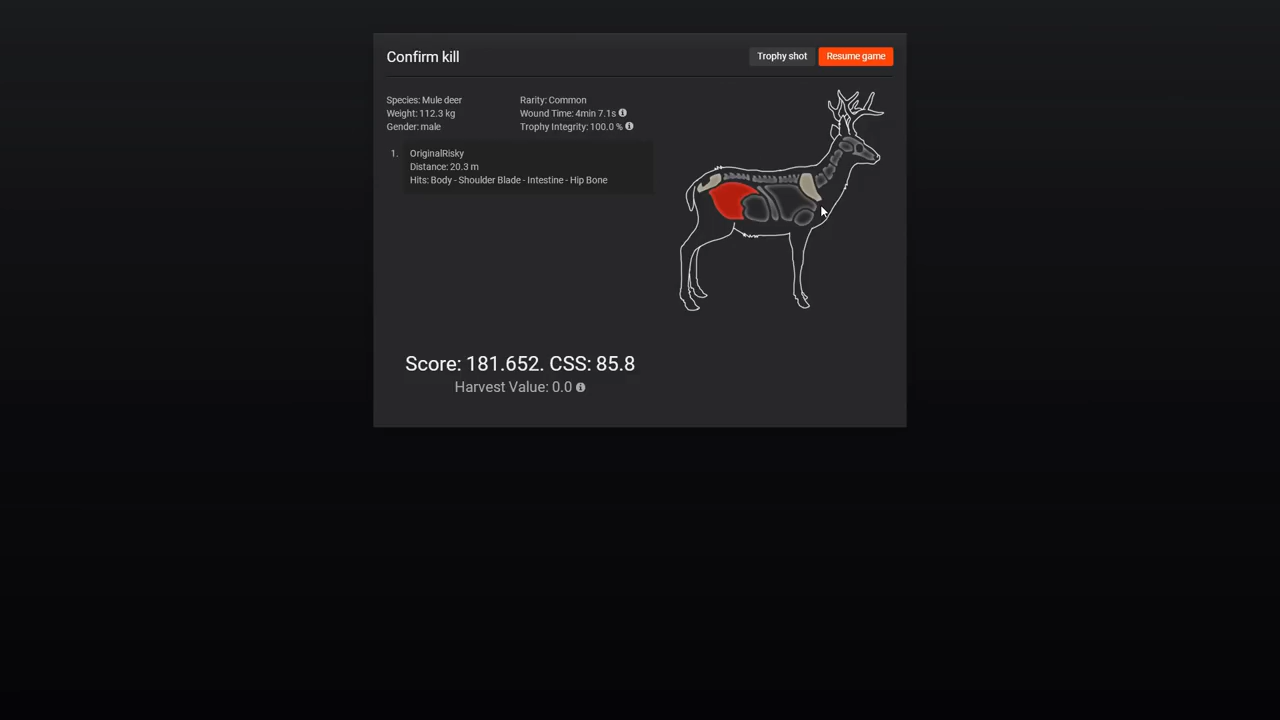 Confirm kill
Trophy shot
Resume game
Species: Mule deer
Weight: 112.3 kg
Gender: male
Rarity: Common
Wound Time: 4min 7.1s
Trophy Integrity: 100.0 %
1. OriginalRisky
Distance: 20.3 m
Hits: Body - Shoulder Blade - Intestine - Hip Bone
Score: 181.652. CSS: 85.8
Harvest Value: 0.0